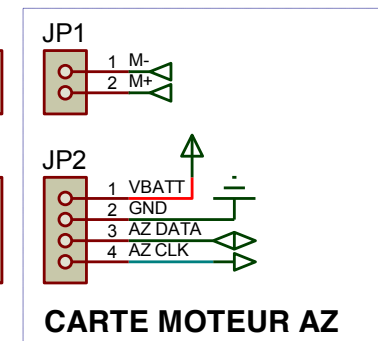 JP1
1 M-
2 M+
JP2
1 VBATT
2 GND
3 AZ DATA
4 AZ CLK
CARTE MOTEUR AZ